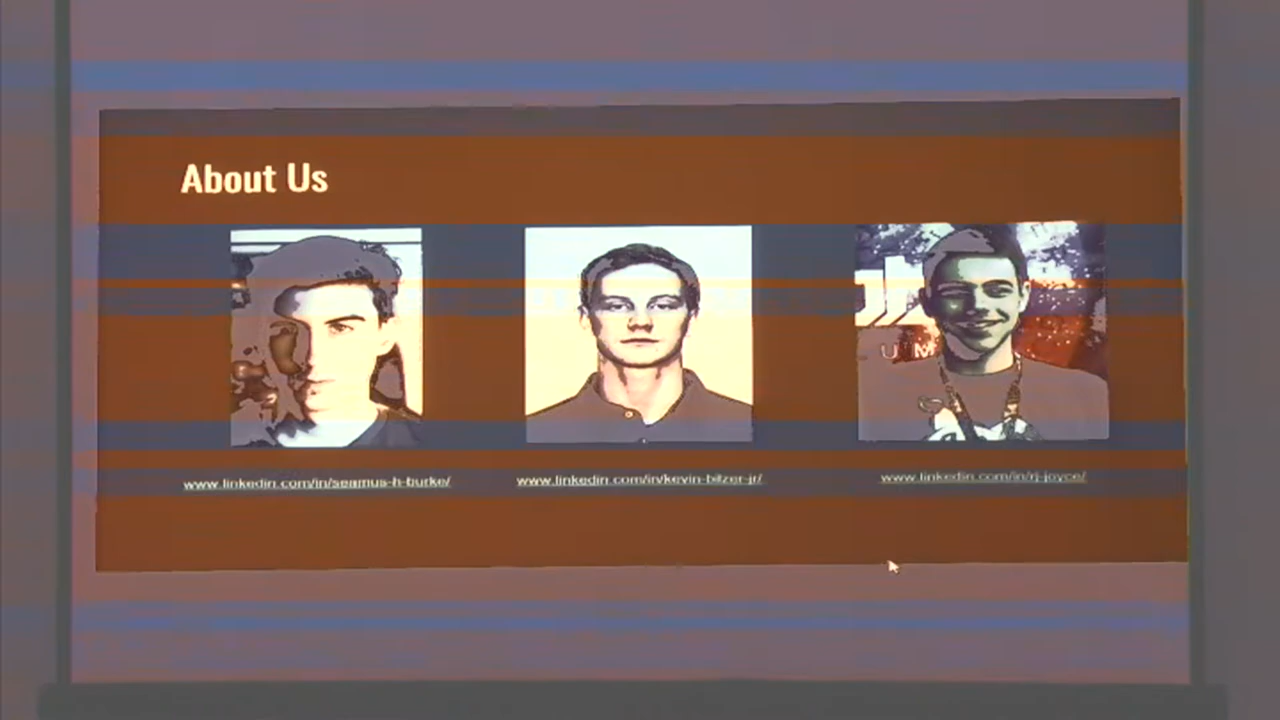 About Us
U M
www.linkedin.com/in/seamus-h-burke/
www.linkedin.com/in/kevin-bilzer-jr/
www.linkedin.com/in/rj-joyce/